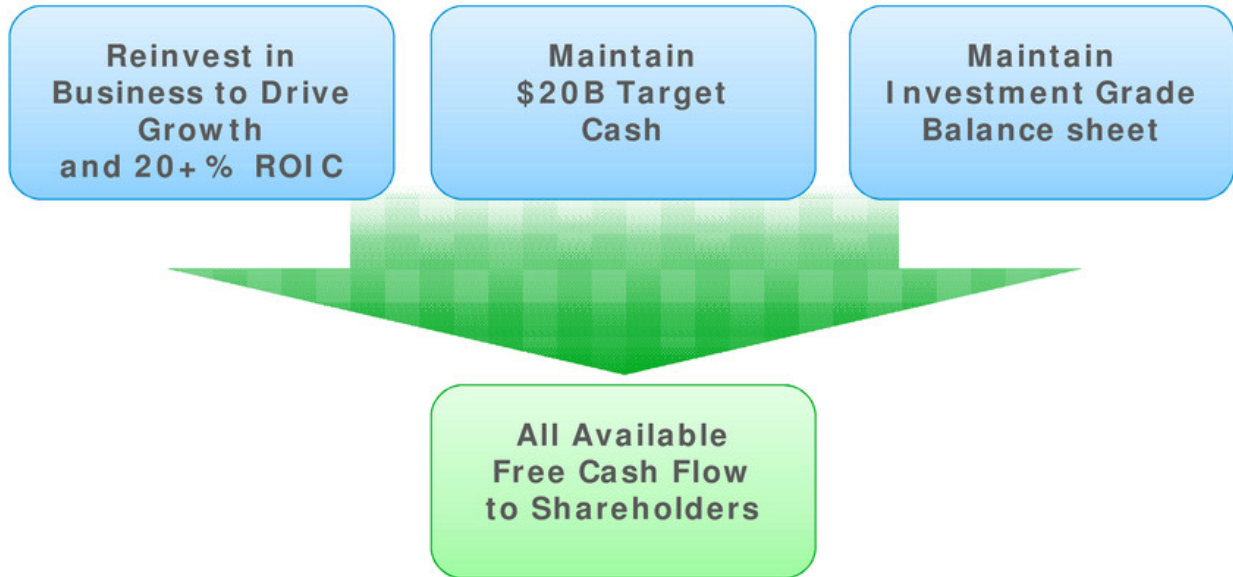 Reinvest in
Business to Drive
Growth
and 20+% ROIC
Maintain
$20B Target
Cash
Maintain
Investment Grade
Balance sheet
All Available
Free Cash Flow
to Shareholders